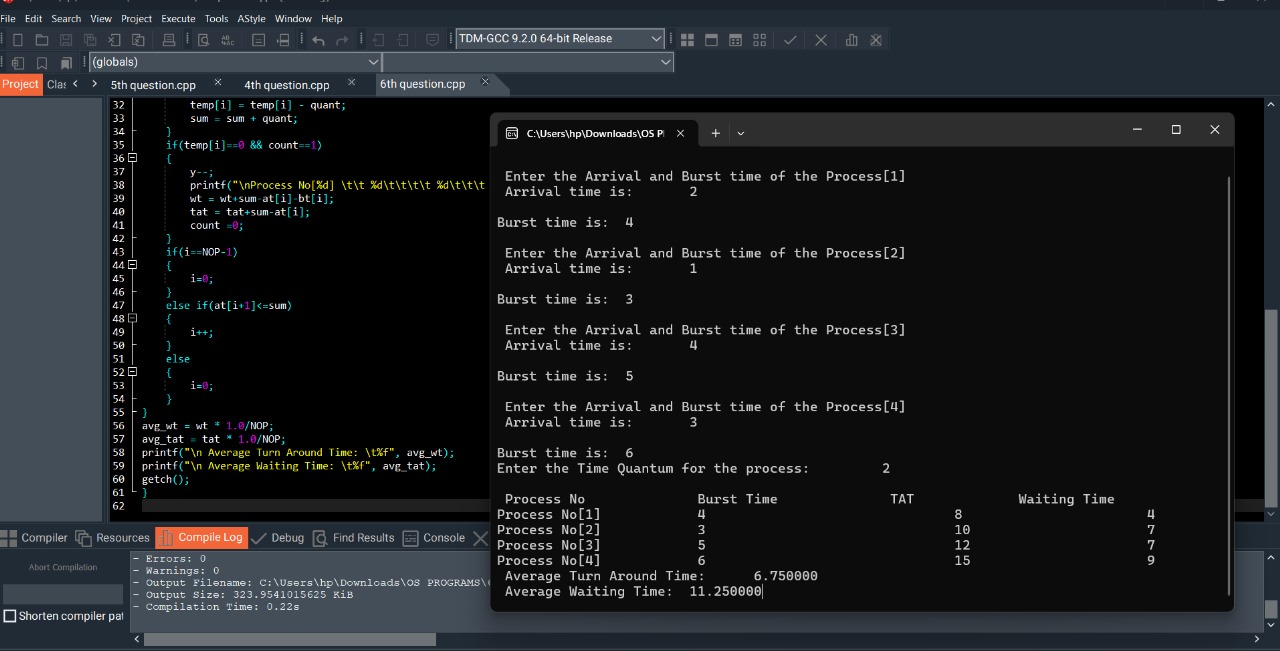 File Edit Search View Project Execute Tools AStyle Window Help
TDM-GCC 9.2.0 64-bit Release
(globals)
Project Clas 5th question.cpp 4th question.cpp 6th question.cpp
32 temp[i] = temp[i] - quant;
33 sum = sum + quant;
34 }
35 if(temp[i]==0 && count==1)
36 {
37 y--;
38 printf("\nProcess No[%d] \t\t %d\t\t\t\t %d\t\t\t
39 wt = wt+sum-at[i]-bt[i];
40 tat = tat+sum-at[i];
41 count =0;
42 }
43 if(i==NOP-1)
44 {
45 i=0;
46 }
47 else if(at[i+1]<=sum)
48 {
49 i++;
50 }
51 else
52 {
53 i=0;
54 }
55 }
56 avg_wt = wt * 1.0/NOP;
57 avg_tat = tat * 1.0/NOP;
58 printf("\n Average Turn Around Time: \t%f", avg_wt);
59 printf("\n Average Waiting Time: \t%f", avg_tat);
60 getch();
61 }
62
C:\Users\hp\Downloads\OS P
Enter the Arrival and Burst time of the Process[1]
Arrival time is: 2
Burst time is: 4
Enter the Arrival and Burst time of the Process[2]
Arrival time is: 1
Burst time is: 3
Enter the Arrival and Burst time of the Process[3]
Arrival time is: 4
Burst time is: 5
Enter the Arrival and Burst time of the Process[4]
Arrival time is: 3
Burst time is: 6
Enter the Time Quantum for the process: 2
Process No Burst Time TAT Waiting Time
Process No[1] 4 8 4
Process No[2] 3 10 7
Process No[3] 5 12 7
Process No[4] 6 15 9
Average Turn Around Time: 6.750000
Average Waiting Time: 11.250000
Compiler Resources Compile Log Debug Find Results Console
Abort Compilation
Shorten compiler pat
- Errors: 0
- Warnings: 0
- Output Filename: C:\Users\hp\Downloads\OS PROGRAMS\
- Output Size: 323.9541015625 KiB
- Compilation Time: 0.22s